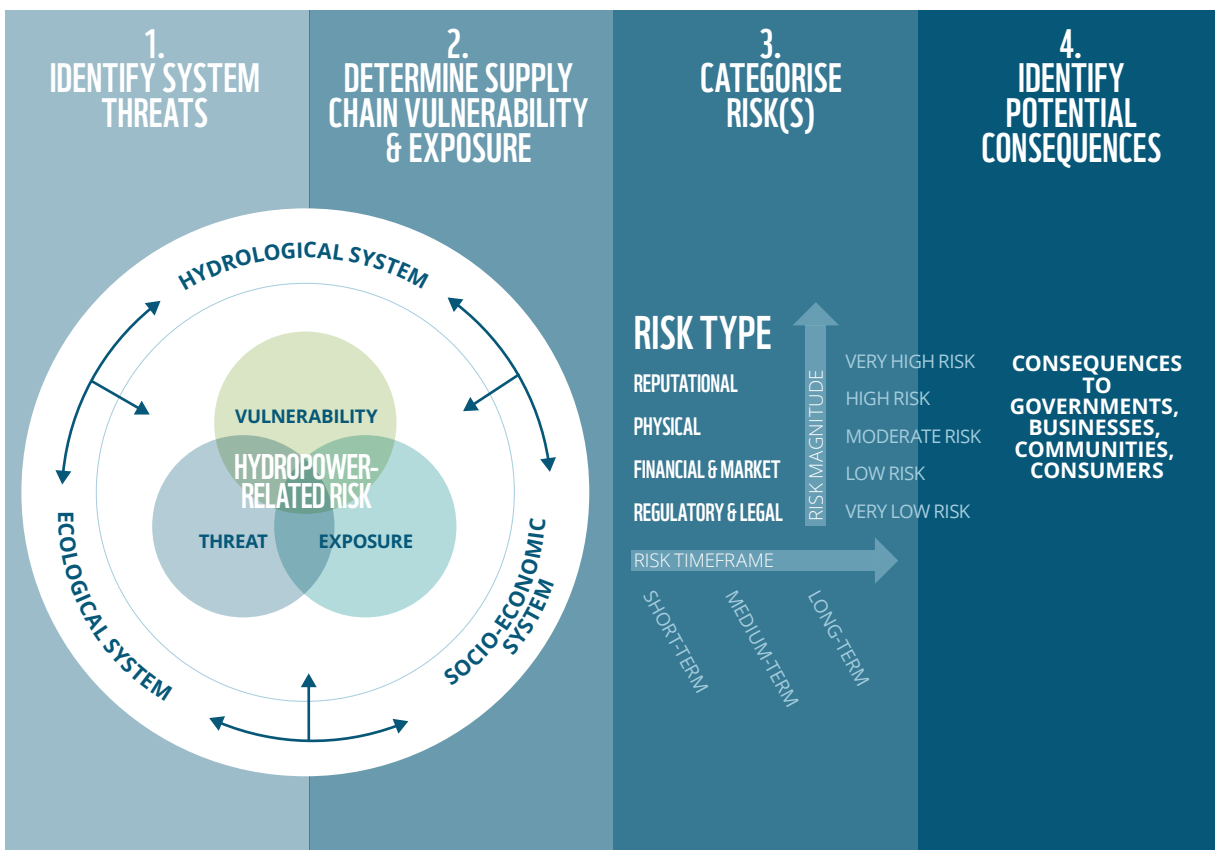 1.
IDENTIFY SYSTEM
THREATS
2.
DETERMINE SUPPLY
CHAIN VULNERABILITY
& EXPOSURE
3.
CATEGORISE
RISK(S)
4.
IDENTIFY
POTENTIAL
CONSEQUENCES
HYDROLOGICAL SYSTEM
ECOLOGICAL SYSTEM
SOCIO-ECONOMIC
SYSTEM
VULNERABILITY
HYDROPOWER-
RELATED RISK
THREAT
EXPOSURE
RISK TYPE
REPUTATIONAL
PHYSICAL
FINANCIAL & MARKET
REGULATORY & LEGAL
RISK MAGNITUDE
VERY HIGH RISK
HIGH RISK
MODERATE RISK
LOW RISK
VERY LOW RISK
RISK TIMEFRAME
SHORT-TERM
MEDIUM-TERM
LONG-TERM
CONSEQUENCES
TO
GOVERNMENTS,
BUSINESSES,
COMMUNITIES,
CONSUMERS